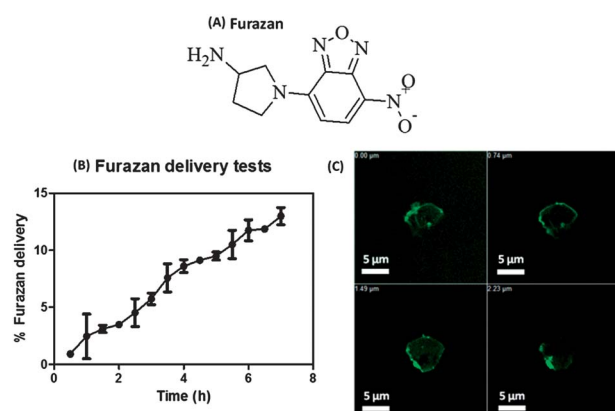 (A) Furazan
H₂N
N
N
O
N
N
O
+
O
-
(B) Furazan delivery tests
% Furazan delivery
15
10
5
0
0
2
4
6
8
Time (h)
(C)
0.00 μm
5 μm
0.74 μm
5 μm
1.49 μm
5 μm
2.23 μm
5 μm